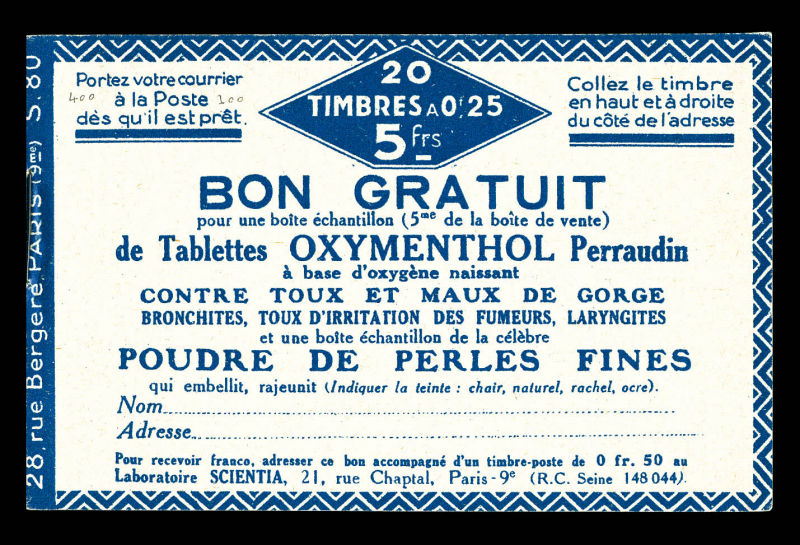 Portez votre courrier
400 à la Poste 100
dès qu'il est prêt.
20
TIMBRES A 0f.25
5 frs
Collez le timbre
en haut et à droite
du côté de l'adresse
BON GRATUIT
pour une boîte échantillon (5me de la boîte de vente)
de Tablettes OXYMENTHOL Perraudin
à base d'oxygène naissant
CONTRE TOUX ET MAUX DE GORGE
BRONCHITES, TOUX D'IRRITATION DES FUMEURS, LARYNGITES
et une boîte échantillon de la célèbre
POUDRE DE PERLES FINES
qui embellit, rajeunit (Indiquer la teinte : chair, naturel, rachel, ocre).
Nom
Adresse
Pour recevoir franco, adresser ce bon accompagné d'un timbre-poste de 0 fr. 50 au
Laboratoire SCIENTIA, 21, rue Chaptal, Paris-9e (R.C. Seine 148 044).
28, rue Bergère PARIS (9me) S. 80